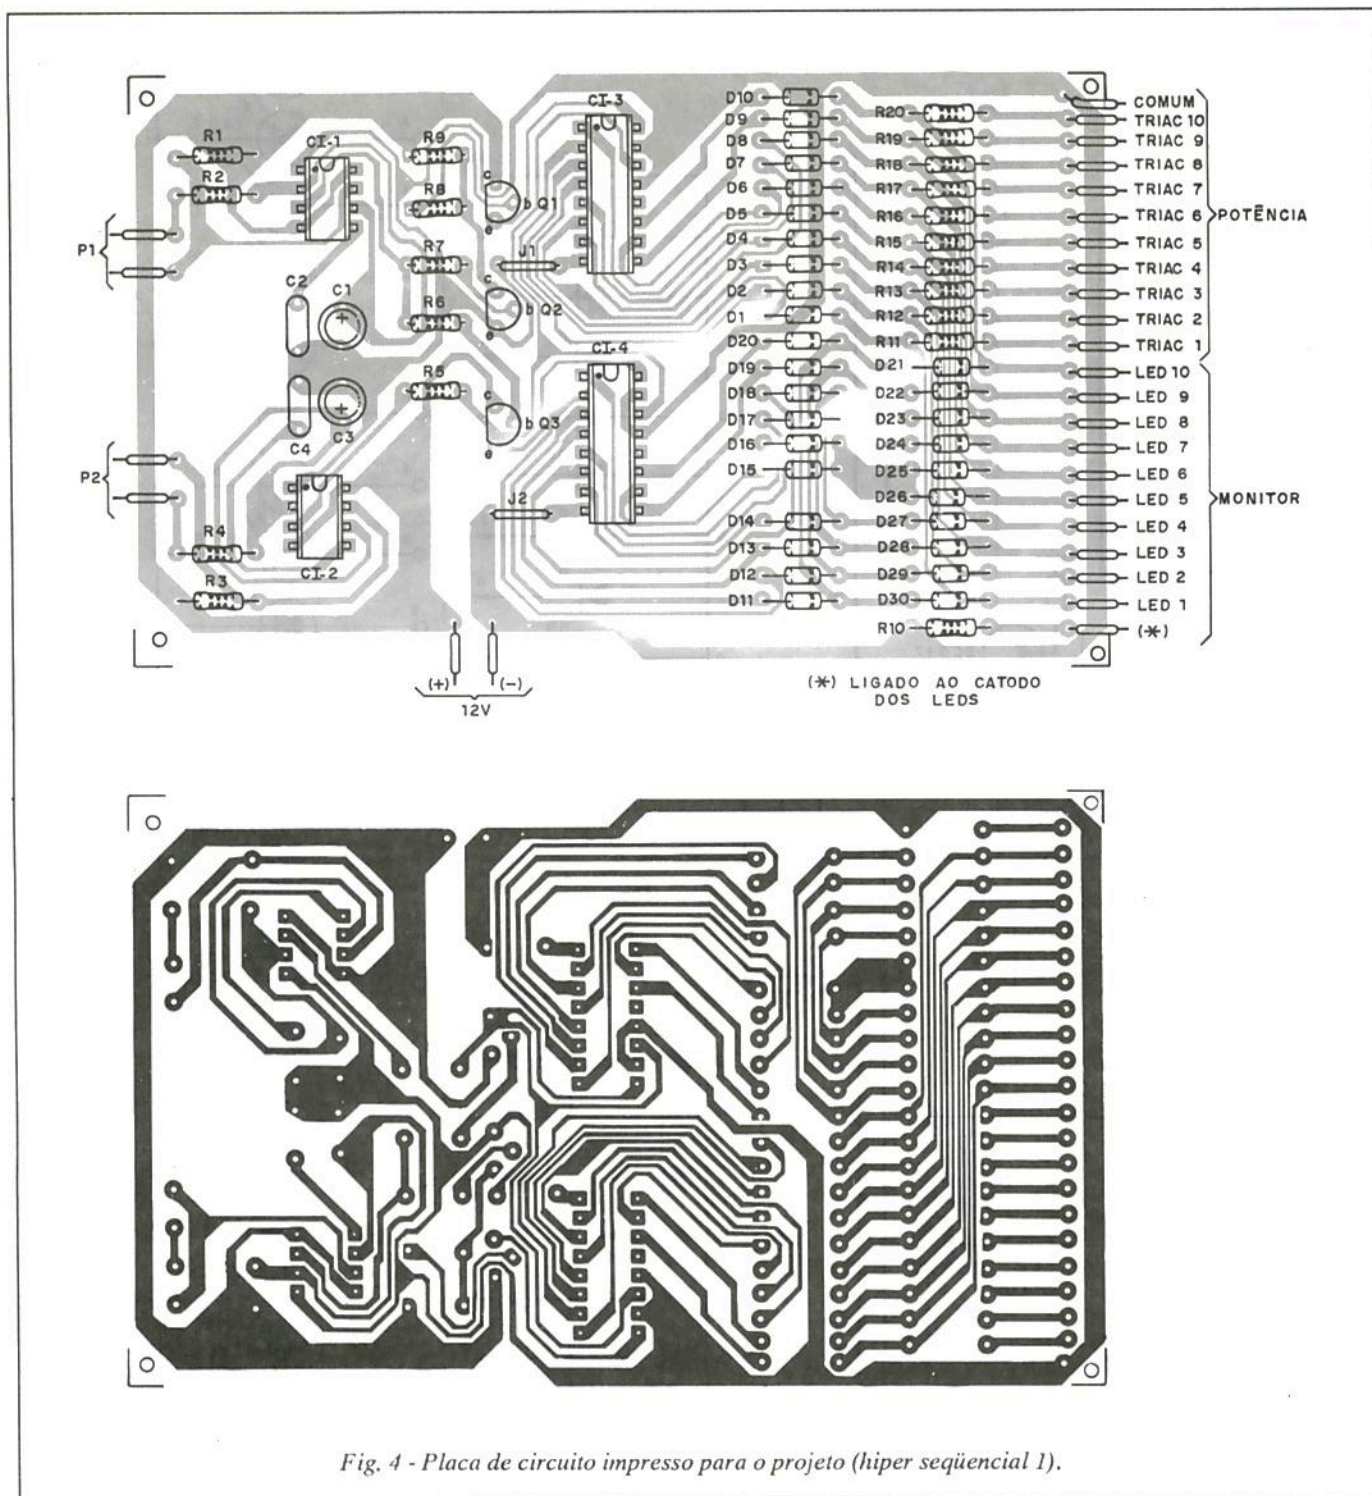 R1
R2
CI-1
R9
R8
c
b Q1
e
CI-3
R7
J1
P1
C2
C1
+
R6
c
b Q2
e
R5
CI-4
c
b Q3
e
C4
C3
+
P2
R4
CI-2
R3
J2
(+)
(-)
12V
D10
D9
D8
D7
D6
D5
D4
D3
D2
D1
D20
D19
D18
D17
D16
D15
D14
D13
D12
D11
R20
R19
R18
R17
R16
R15
R14
R13
R12
R11
D21
D22
D23
D24
D25
D26
D27
D28
D29
D30
R10
COMUM
TRIAC 10
TRIAC 9
TRIAC 8
TRIAC 7
TRIAC 6
TRIAC 5
TRIAC 4
TRIAC 3
TRIAC 2
TRIAC 1
POTÊNCIA
LED 10
LED 9
LED 8
LED 7
LED 6
LED 5
LED 4
LED 3
LED 2
LED 1
(*)
MONITOR
(*) LIGADO AO CATODO
DOS LEDS
Fig. 4 - Placa de circuito impresso para o projeto (hiper seqüencial 1).